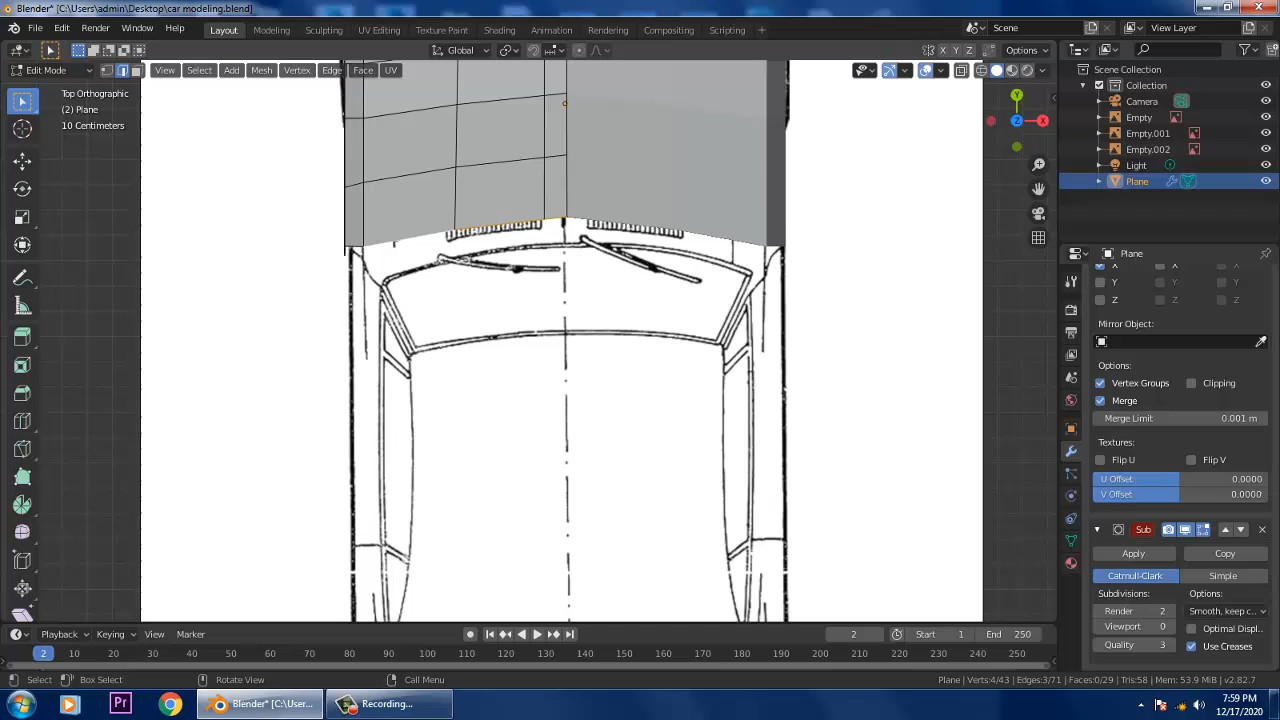 Blender* [C:\Users\admin\Desktop\car modeling.blend]
File Edit Render Window Help Layout Modeling Sculpting UV Editing Texture Paint Shading Animation Rendering Compositing Scripting + Scene View Layer
Global X Y Z Options
Edit Mode View Select Add Mesh Vertex Edge Face UV
Top Orthographic
(2) Plane
10 Centimeters
Y
Z X
Scene Collection
Collection
Camera
Empty
Empty.001
Empty.002
Light
Plane
Plane
X X X
Y Y Y
Z Z Z
Mirror Object:
Options:
Vertex Groups Clipping
Merge
Merge Limit 0.001 m
Textures:
Flip U Flip V
U Offset 0.0000
V Offset 0.0000
Sub
Apply Copy
Catmull-Clark Simple
Subdivisions: Options:
Render 2 Smooth, keep c..
Viewport 0 Optimal Displ..
Quality 3 Use Creases
Playback Keying View Marker 2 Start 1 End 250
2 10 20 30 40 50 60 70 80 90 100 110 120 130 140 150 160 170 180 190 200 210 220 230 240 250
Select Box Select Rotate View Call Menu Plane | Verts:4/43 | Edges:3/71 | Faces:0/29 | Tris:58 | Mem: 53.9 MiB | v2.82.7
Pr Blender* [C:\User... Recording... 7:59 PM
12/17/2020